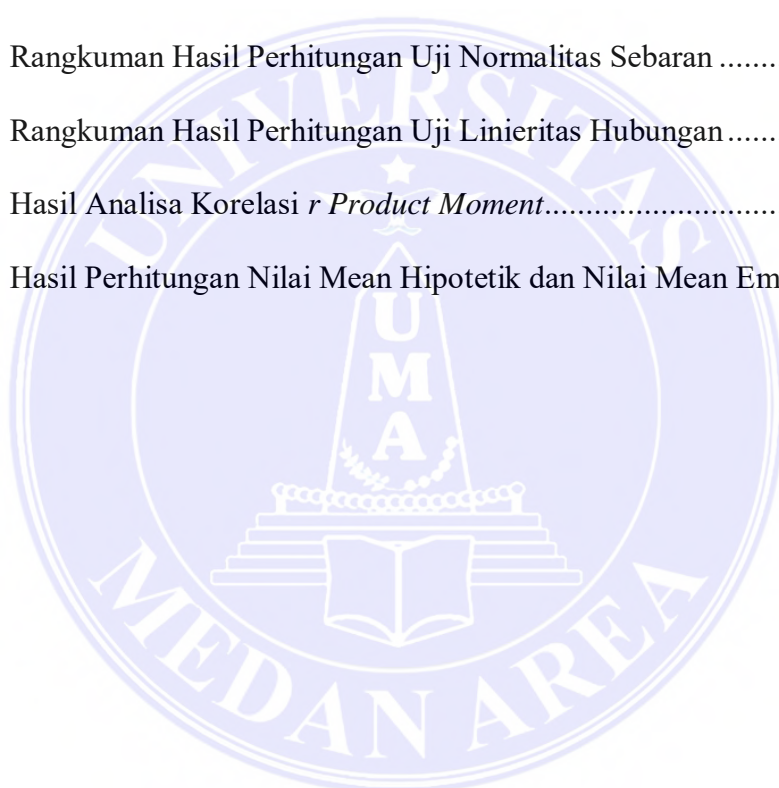 Rangkuman Hasil Perhitungan Uji Normalitas Sebaran .......
Rangkuman Hasil Perhitungan Uji Linieritas Hubungan ......
Hasil Analisa Korelasi r Product Moment............................
Hasil Perhitungan Nilai Mean Hipotetik dan Nilai Mean Em
UNIVERSITAS
UMA
MEDAN AREA